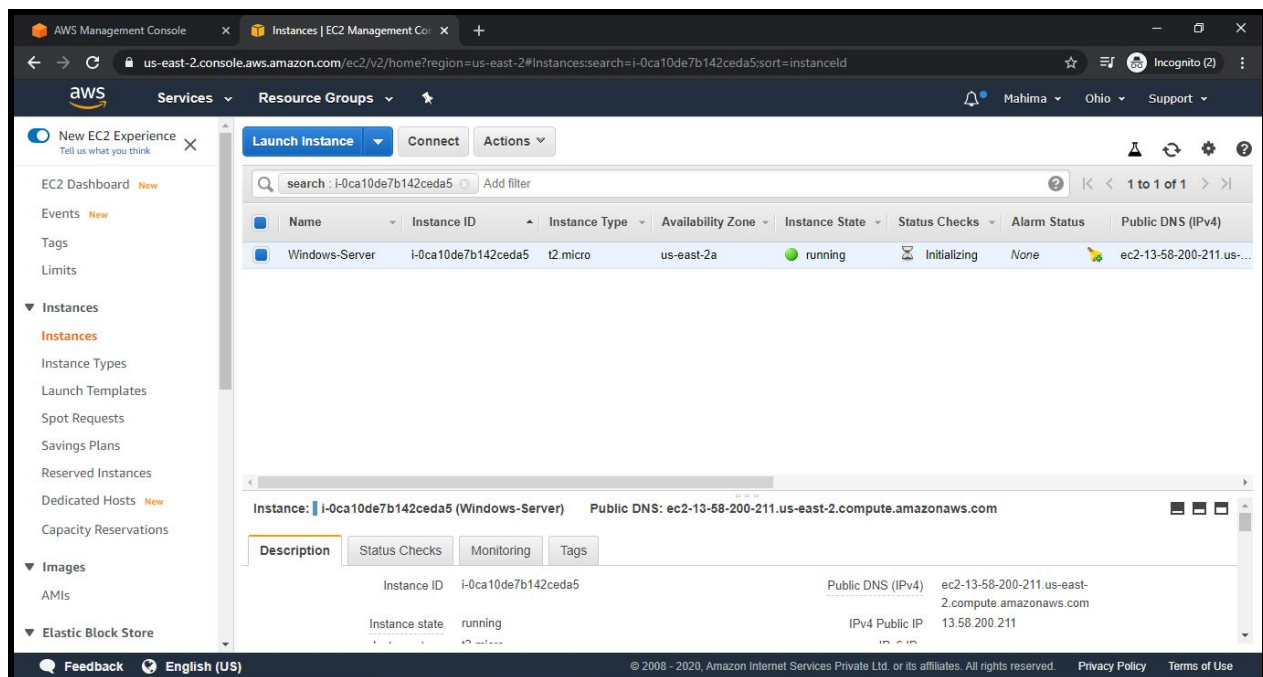 AWS Management Console
Instances | EC2 Management Con
us-east-2.console.aws.amazon.com/ec2/v2/home?region=us-east-2#Instances:search=i-0ca10de7b142ceda5;sort=instanceId
Incognito (2)
aws Services Resource Groups Mahima Ohio Support
New EC2 Experience
Tell us what you think
EC2 Dashboard New
Events New
Tags
Limits
Instances
Instances
Instance Types
Launch Templates
Spot Requests
Savings Plans
Reserved Instances
Dedicated Hosts New
Capacity Reservations
Images
AMIs
Elastic Block Store
Launch Instance Connect Actions
search : i-0ca10de7b142ceda5 Add filter 1 to 1 of 1
Name Instance ID Instance Type Availability Zone Instance State Status Checks Alarm Status Public DNS (IPv4)
Windows-Server i-0ca10de7b142ceda5 t2.micro us-east-2a running Initializing None ec2-13-58-200-211.us-...
Instance: i-0ca10de7b142ceda5 (Windows-Server) Public DNS: ec2-13-58-200-211.us-east-2.compute.amazonaws.com
Description Status Checks Monitoring Tags
Instance ID i-0ca10de7b142ceda5 Public DNS (IPv4) ec2-13-58-200-211.us-east-
2.compute.amazonaws.com
Instance state running IPv4 Public IP 13.58.200.211
Feedback English (US) © 2008 - 2020, Amazon Internet Services Private Ltd. or its affiliates. All rights reserved. Privacy Policy Terms of Use